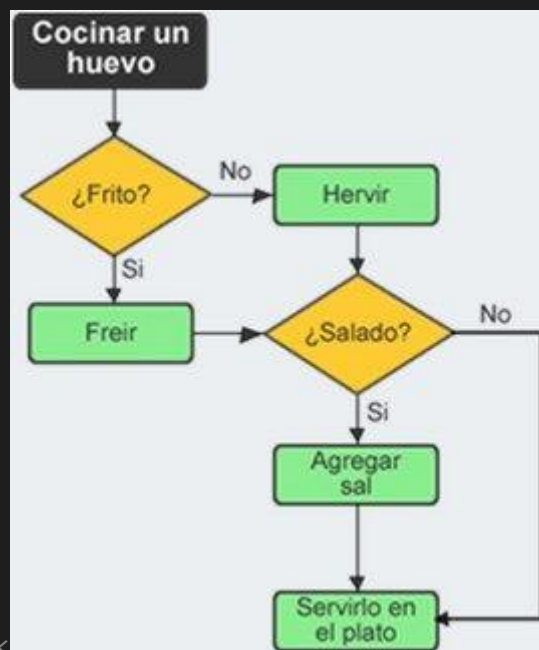 Cocinar un
huevo
¿Frito?
No
Hervir
Si
Freir
¿Salado?
No
Si
Agregar
sal
Servirlo en
el plato